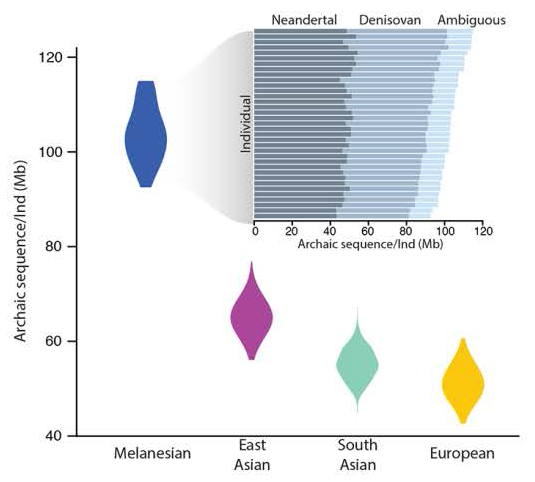 Neandertal Denisovan Ambiguous
120
100
80
60
40
Archaic sequence/Ind (Mb)
Individual
0 20 40 60 80 100 120
Archaic sequence/Ind (Mb)
Melanesian
East
Asian
South
Asian
European